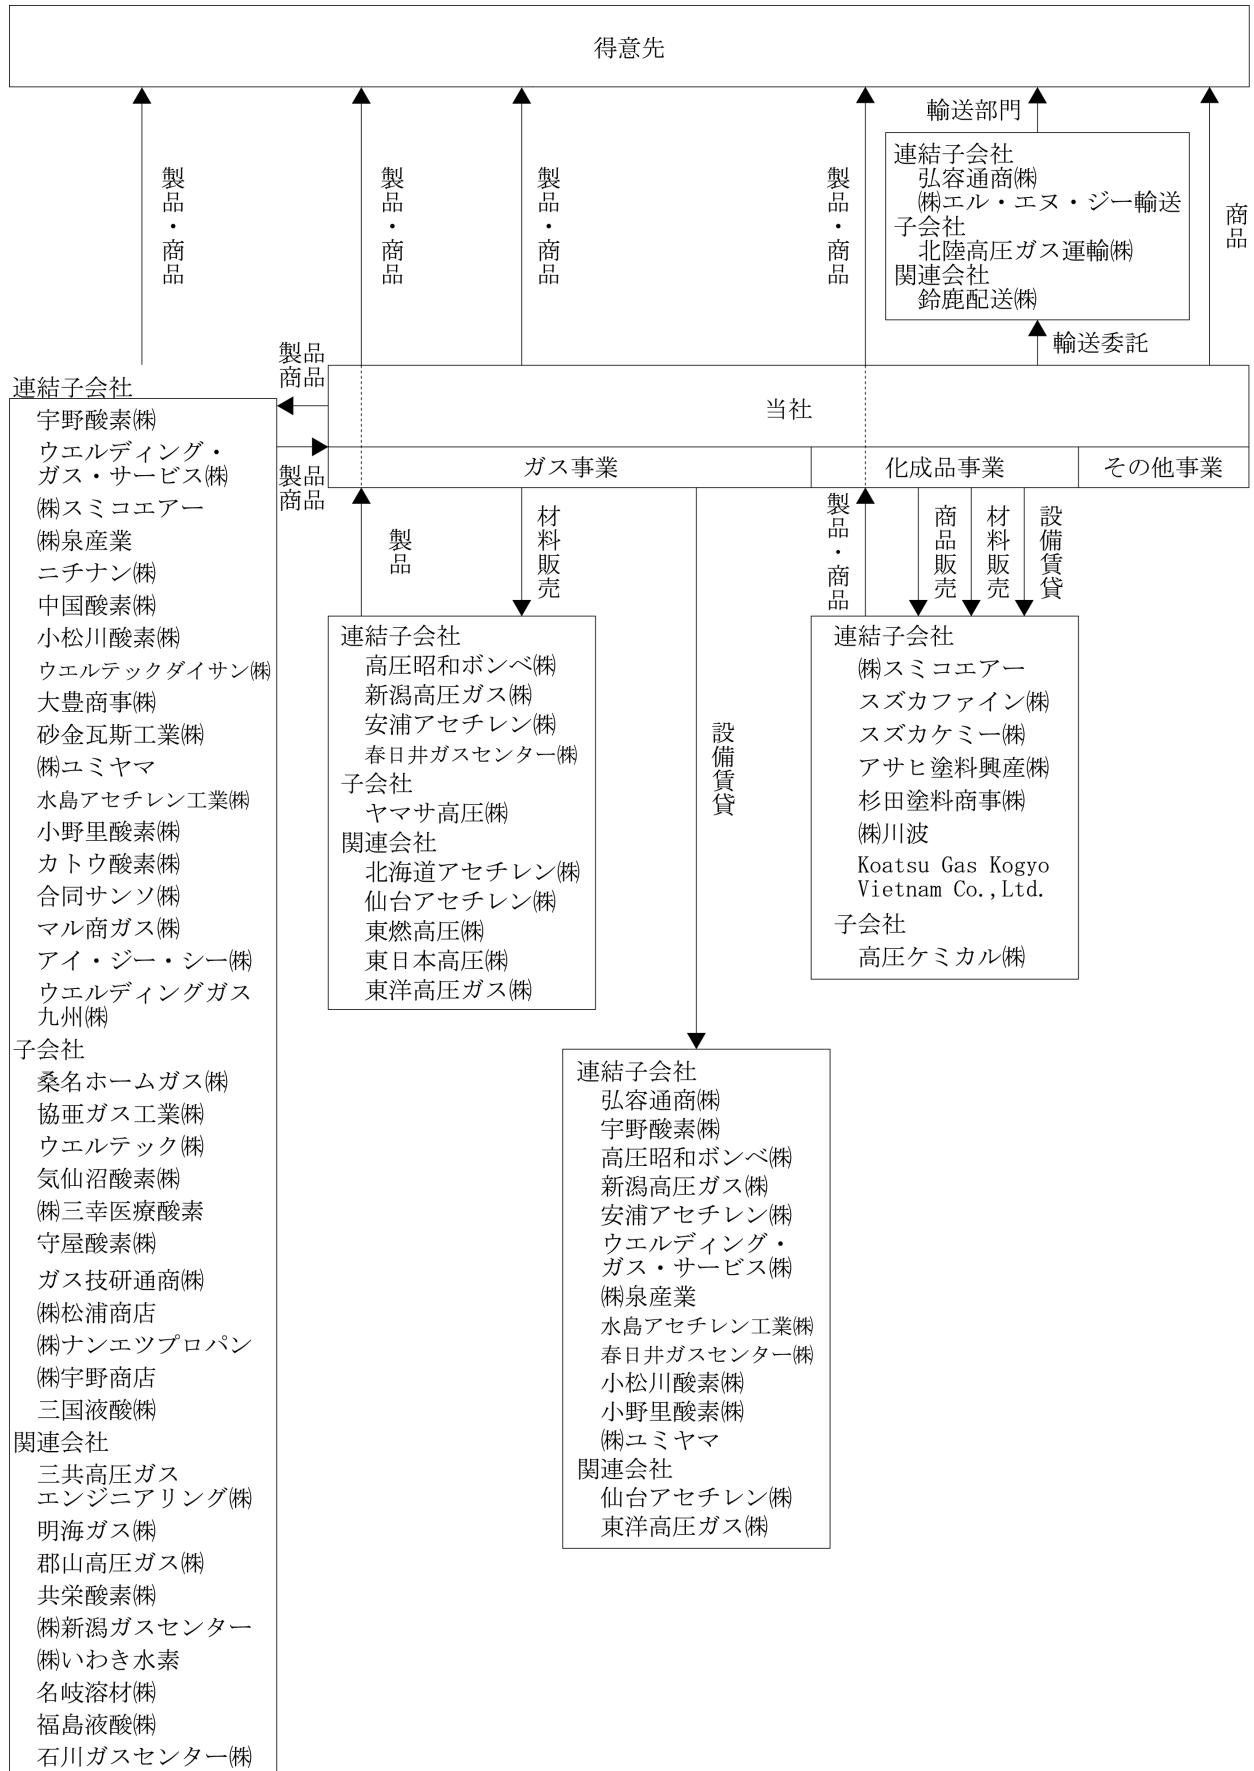 得意先
製品・商品
製品・商品
製品・商品
製品・商品
輸送部門
商品
連結子会社
弘容通商㈱
㈱エル・エヌ・ジー輸送
子会社
北陸高圧ガス運輸㈱
関連会社
鈴鹿配送㈱
輸送委託
製品
商品
当社
ガス事業
化成品事業
その他事業
製品
商品
連結子会社
宇野酸素㈱
ウエルディング・
ガス・サービス㈱
㈱スミコエアー
㈱泉産業
ニチナン㈱
中国酸素㈱
小松川酸素㈱
ウエルテックダイサン㈱
大豊商事㈱
砂金瓦斯工業㈱
㈱ユミヤマ
水島アセチレン工業㈱
小野里酸素㈱
カトウ酸素㈱
合同サンソ㈱
マル商ガス㈱
アイ・ジー・シー㈱
ウエルディングガス
九州㈱
子会社
桑名ホームガス㈱
協亜ガス工業㈱
ウエルテック㈱
気仙沼酸素㈱
㈱三幸医療酸素
守屋酸素㈱
ガス技研通商㈱
㈱松浦商店
㈱ナンエツプロパン
㈱宇野商店
三国液酸㈱
関連会社
三共高圧ガス
エンジニアリング㈱
明海ガス㈱
郡山高圧ガス㈱
共栄酸素㈱
㈱新潟ガスセンター
㈱いわき水素
名岐溶材㈱
福島液酸㈱
石川ガスセンター㈱
製品
材料販売
連結子会社
高圧昭和ボンベ㈱
新潟高圧ガス㈱
安浦アセチレン㈱
春日井ガスセンター㈱
子会社
ヤマサ高圧㈱
関連会社
北海道アセチレン㈱
仙台アセチレン㈱
東燃高圧㈱
東日本高圧㈱
東洋高圧ガス㈱
設備賃貸
連結子会社
弘容通商㈱
宇野酸素㈱
高圧昭和ボンベ㈱
新潟高圧ガス㈱
安浦アセチレン㈱
ウエルディング・
ガス・サービス㈱
㈱泉産業
水島アセチレン工業㈱
春日井ガスセンター㈱
小松川酸素㈱
小野里酸素㈱
㈱ユミヤマ
関連会社
仙台アセチレン㈱
東洋高圧ガス㈱
製品・商品
商品販売
材料販売
設備賃貸
連結子会社
㈱スミコエアー
スズカファイン㈱
スズカケミー㈱
アサヒ塗料興産㈱
杉田塗料商事㈱
㈱川波
Koatsu Gas Kogyo
Vietnam Co.,Ltd.
子会社
高圧ケミカル㈱